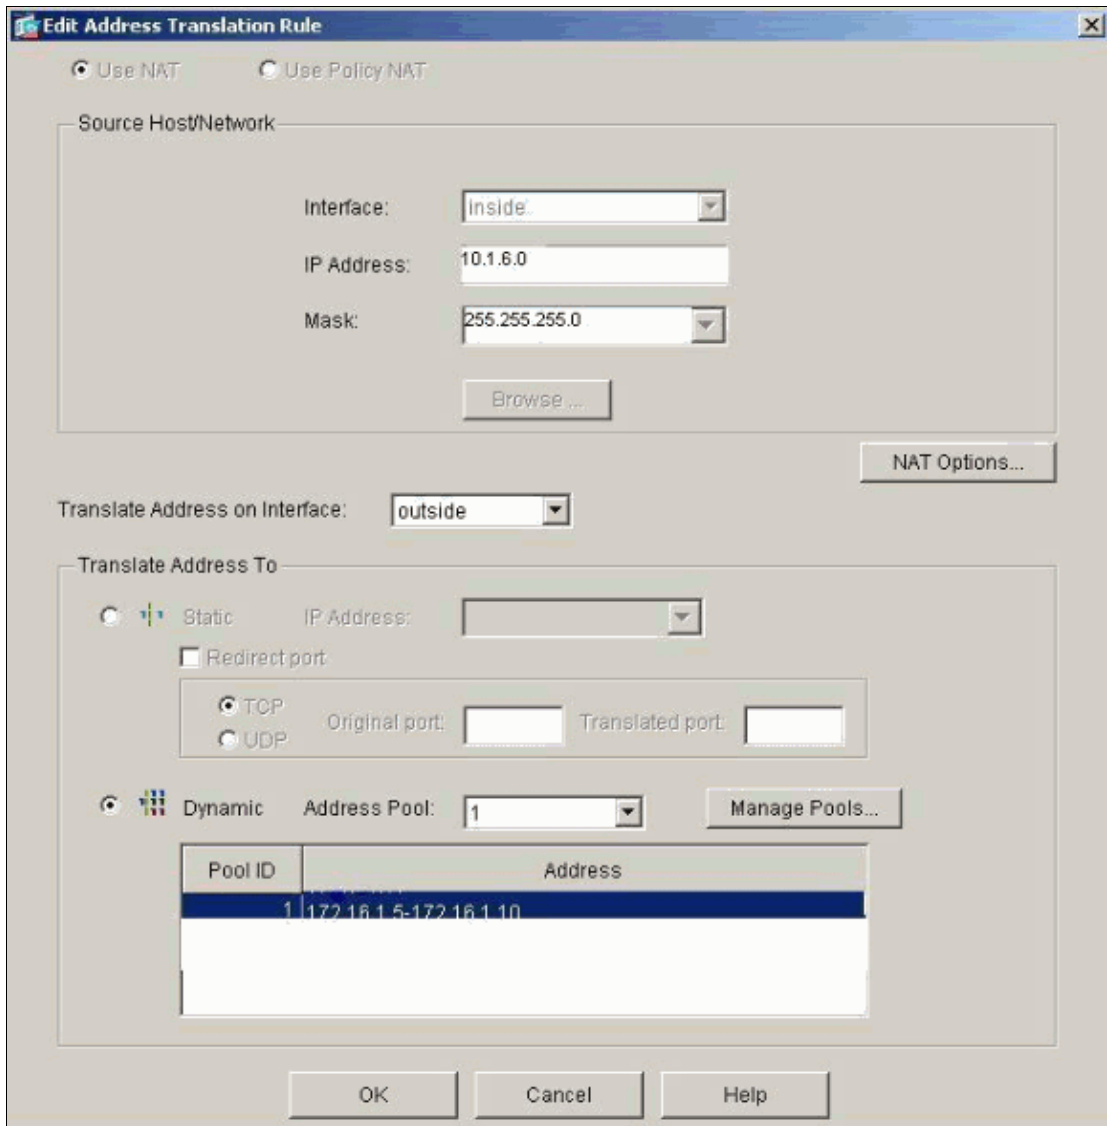 Edit Address Translation Rule
Use NAT Use Policy NAT
Source Host/Network
Interface: inside
IP Address: 10.1.6.0
Mask: 255.255.255.0
Browse ...
NAT Options...
Translate Address on Interface: outside
Translate Address To
Static IP Address:
Redirect port
TCP
Original port: Translated port:
UDP
Dynamic Address Pool: 1 Manage Pools...
Pool ID Address
1 172.16.1.5-172.16.1.10
OK Cancel Help